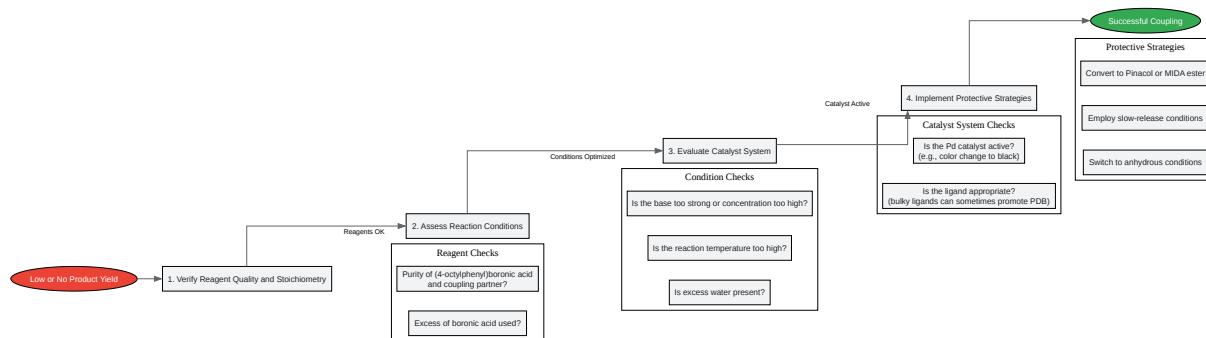 Low or No Product Yield
1. Verify Reagent Quality and Stoichiometry
Reagents OK
2. Assess Reaction Conditions
Reagent Checks
Purity of (4-octylphenyl)boronic acid
and coupling partner?
Excess of boronic acid used?
Conditions Optimized
3. Evaluate Catalyst System
Condition Checks
Is the base too strong or concentration too high?
Is the reaction temperature too high?
Is excess water present?
Catalyst Active
4. Implement Protective Strategies
Catalyst System Checks
Is the Pd catalyst active?
(e.g., color change to black)
Is the ligand appropriate?
(bulky ligands can sometimes promote PDB)
Successful Coupling
Protective Strategies
Convert to Pinacol or MIDA ester
Employ slow-release conditions
Switch to anhydrous conditions